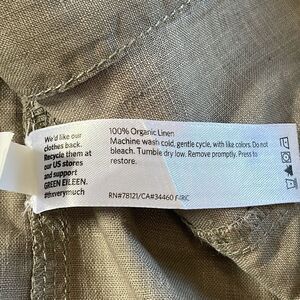 We'd like our
clothes back.
Recycle them at
our US stores
and support
GREEN EILEEN.
#thxverymuch
100% Organic Linen
Machine wash cold, gentle cycle, with like colors. Do not
bleach. Tumble dry low. Remove promptly. Press to
restore.
RN#78121/CA#34460